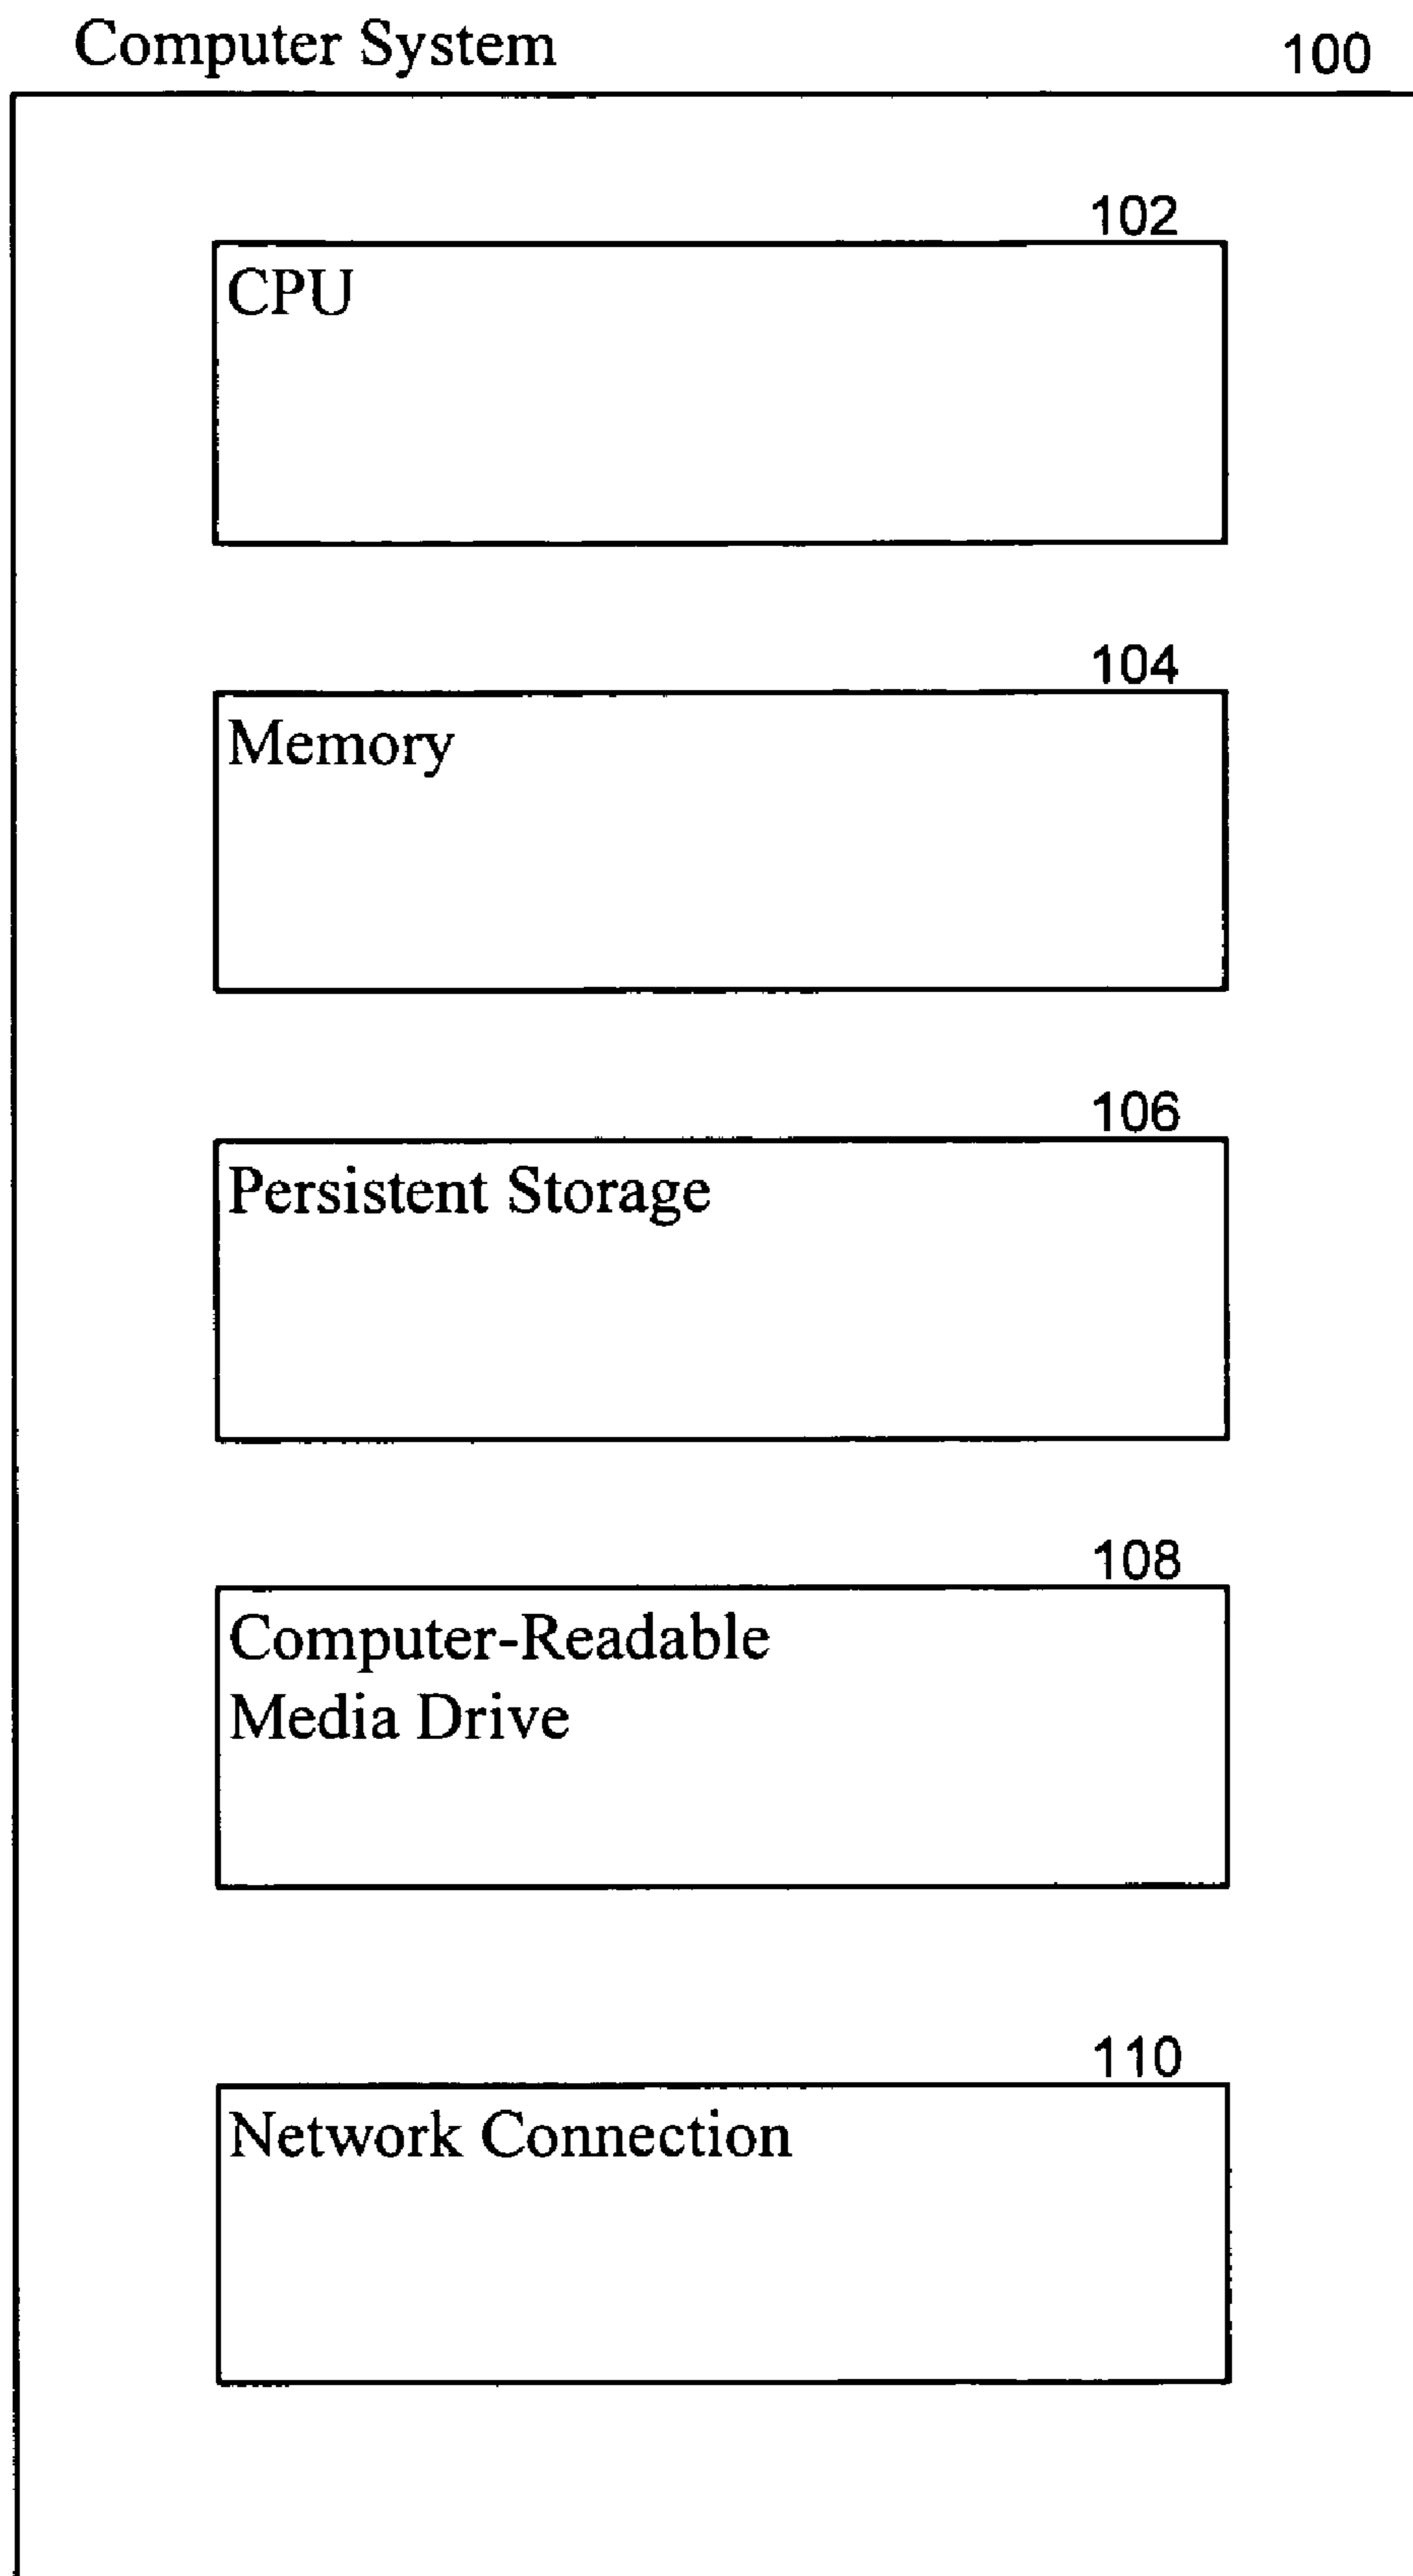 Computer System 100
102
CPU
104
Memory
106
Persistent Storage
108
Computer-Readable
Media Drive
110
Network Connection